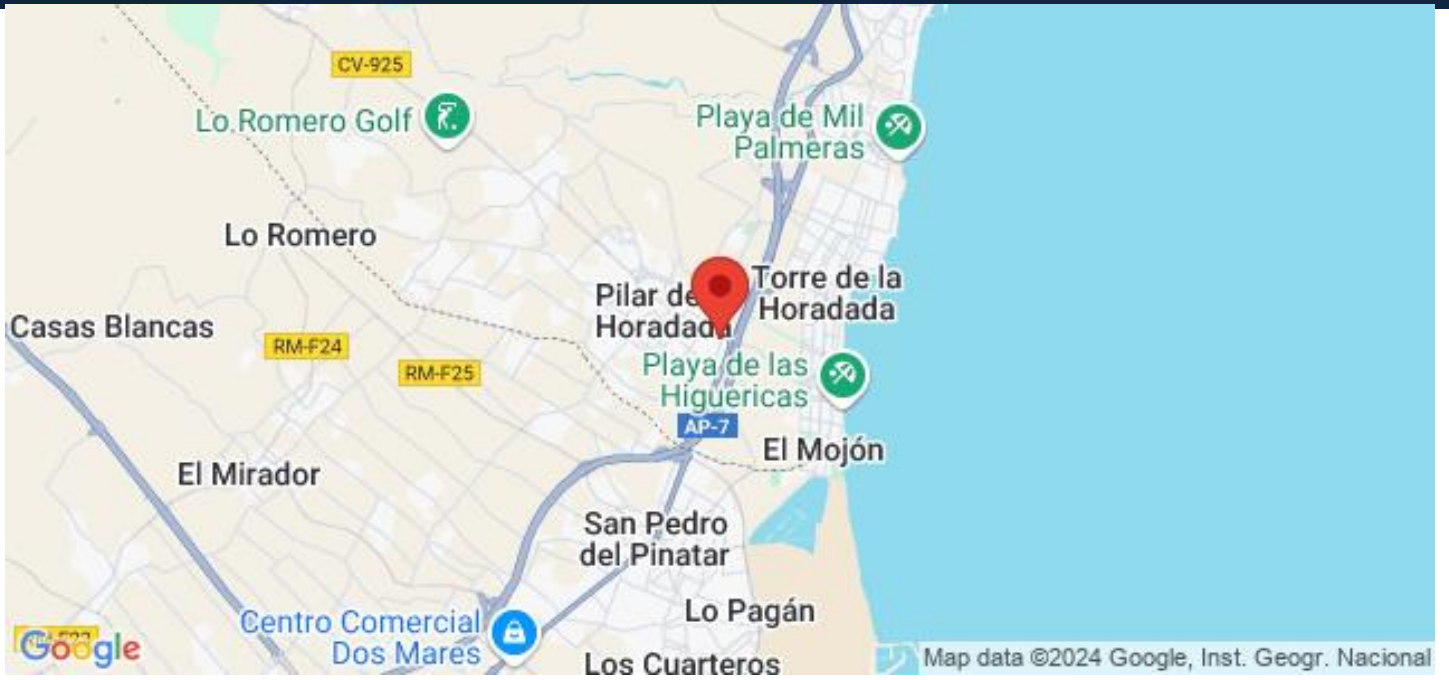 CV-925
Lo Romero Golf
Playa de Mil
Palmeras
Lo Romero
Torre de la
Horadada
Pilar de
Horadada
Casas Blancas
RM-F24
RM-F25
Playa de las
Higuericas
AP-7
El Mojón
El Mirador
San Pedro
del Pinatar
Lo Pagán
Centro Comercial
Dos Mares
Los Cuarteros
Google
Map data ©2024 Google, Inst. Geogr. Nacional